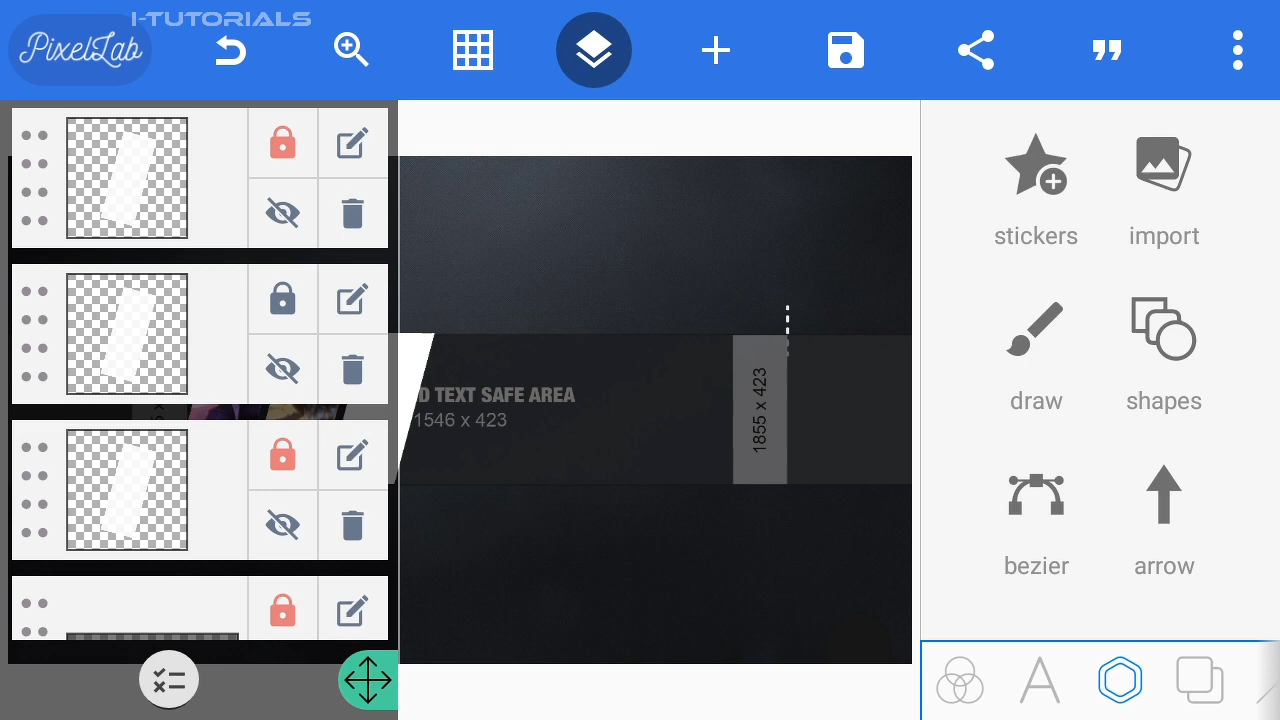 I-TUTORIALS
PixelLab
stickers
import
draw
shapes
bezier
arrow
D TEXT SAFE AREA
1546 x 423
1855 x 423